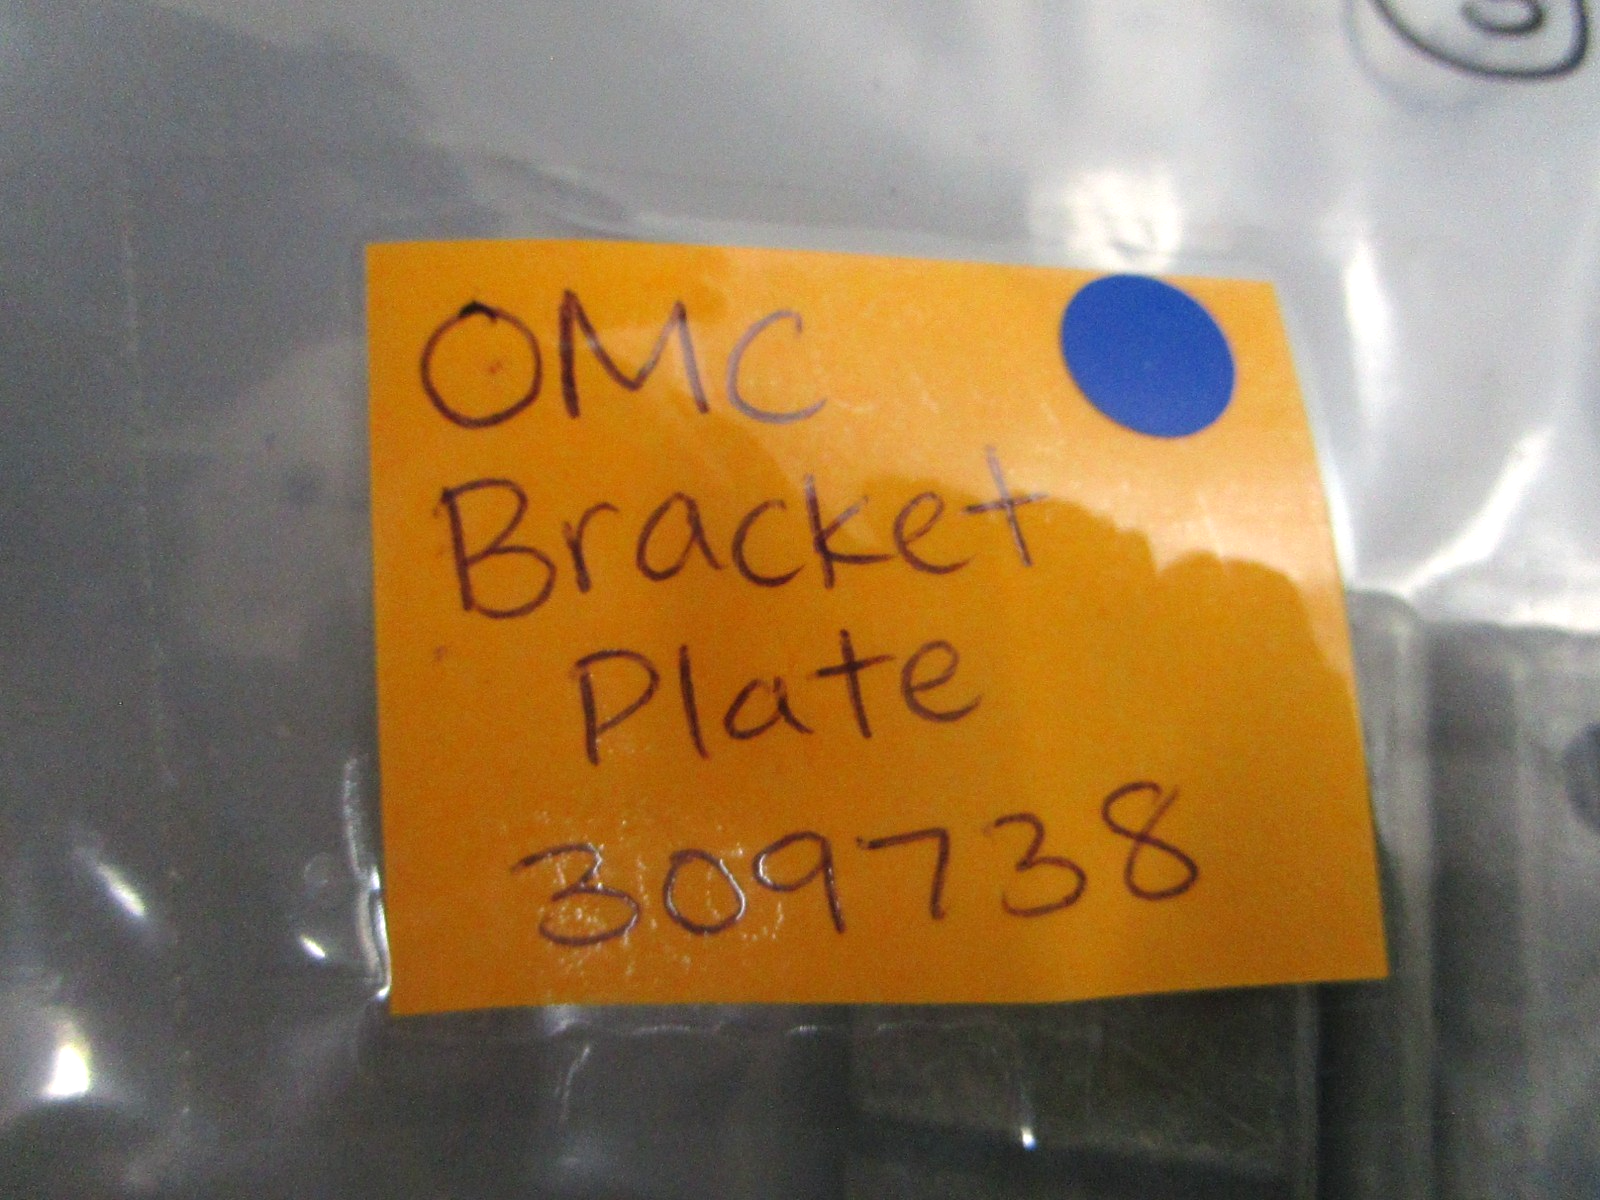 OMC
Bracket
Plate
309738